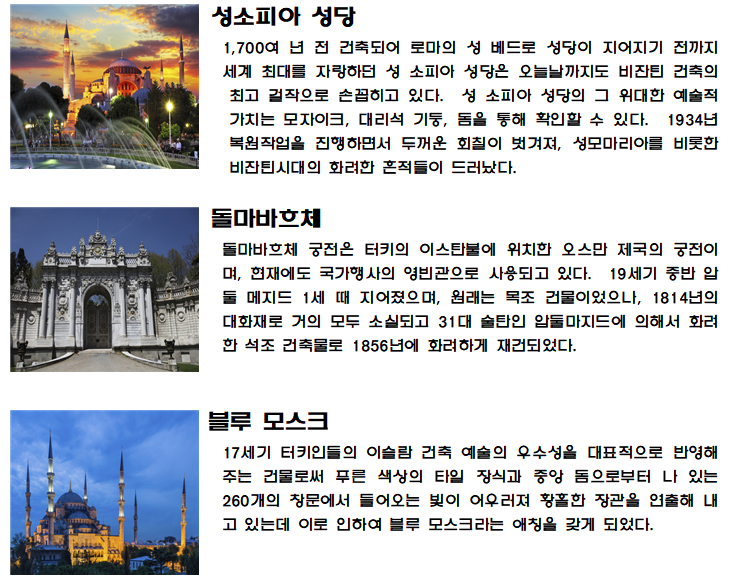 성소피아 성당
1,700여 년 전 건축되어 로마의 성 베드로 성당이 지어지기 전까지
세계 최대를 자랑하던 성 소피아 성당은 오늘날까지도 비잔틴 건축의
최고 걸작으로 손꼽히고 있다. 성 소피아 성당의 그 위대한 예술적
가치는 모자이크, 대리석 기둥, 돔을 통해 확인할 수 있다. 1934년
복원작업을 진행하면서 두꺼운 회칠이 벗겨져, 성모마리아를 비롯한
비잔틴시대의 화려한 흔적들이 드러났다.
돌마바흐체
돌마바흐체 궁전은 터키의 이스탄불에 위치한 오스만 제국의 궁전이
며, 현재에도 국가행사의 영빈관으로 사용되고 있다. 19세기 중반 압
둘 메지드 1세 때 지어졌으며, 원래는 목조 건물이었으나, 1814년의
대화재로 거의 모두 소실되고 31대 술탄인 압둘마지드에 의해서 화려
한 석조 건축물로 1856년에 화려하게 재건되었다.
블루 모스크
17세기 터키인들의 이슬람 건축 예술의 우수성을 대표적으로 반영해
주는 건물로써 푸른 색상의 타일 장식과 중앙 돔으로부터 나 있는
260개의 창문에서 들어오는 빛이 어우러져 황홀한 장관을 연출해 내
고 있는데 이로 인하여 블루 모스크라는 애칭을 갖게 되었다.